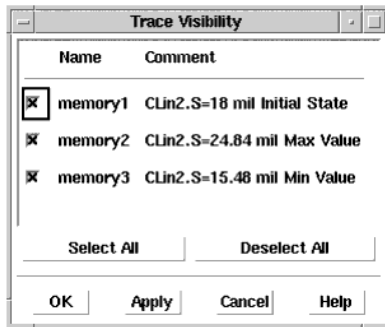 Trace Visibility
Name Comment
memory1 CLin2.S=18 mil Initial State
memory2 CLin2.S=24.84 mil Max Value
memory3 CLin2.S=15.48 mil Min Value
Select All Deselect All
OK Apply Cancel Help